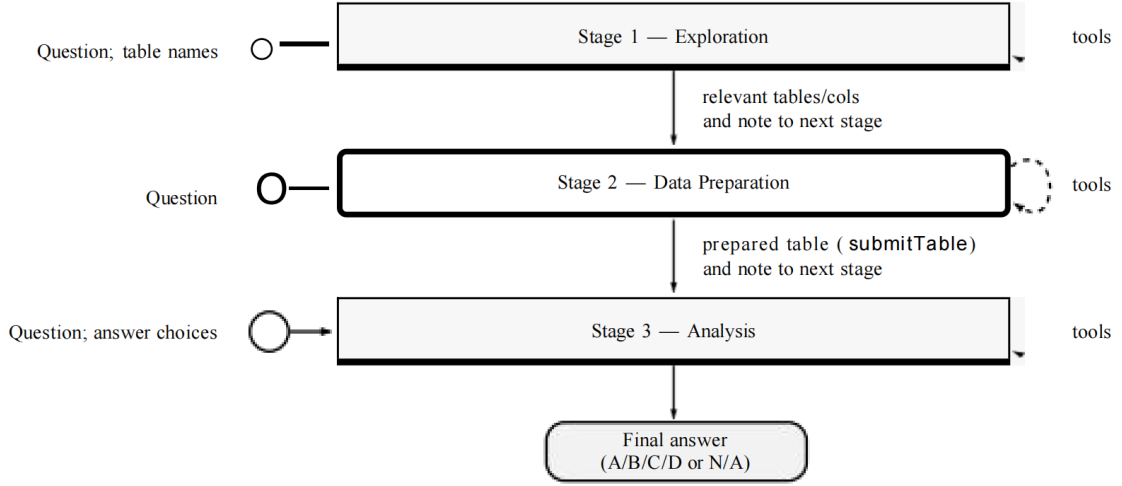 Question; table names
Stage 1 — Exploration
tools
relevant tables/cols
and note to next stage
Question
Stage 2 — Data Preparation
tools
prepared table ( submitTable)
and note to next stage
Question; answer choices
Stage 3 — Analysis
tools
Final answer
(A/B/C/D or N/A)